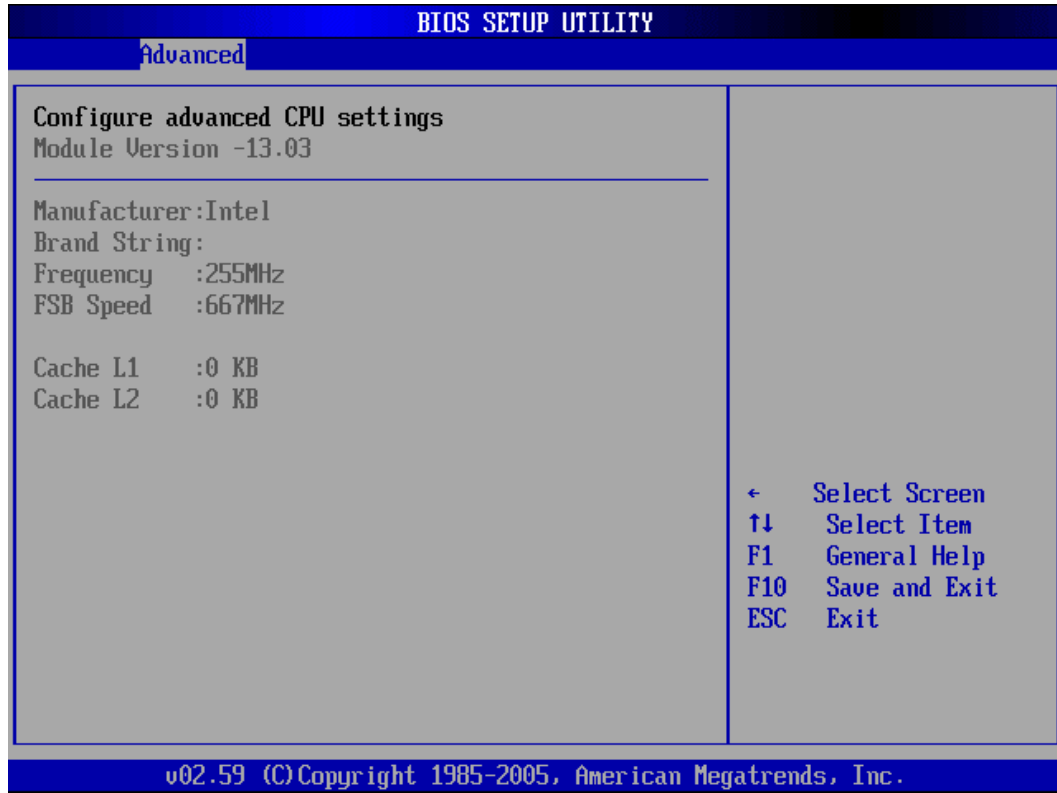 BIOS SETUP UTILITY
Advanced
Configure advanced CPU settings
Module Version -13.03
Manufacturer:Intel
Brand String:
Frequency :255MHz
FSB Speed :667MHz
Cache L1 :0 KB
Cache L2 :0 KB
← Select Screen
↑↓ Select Item
F1 General Help
F10 Save and Exit
ESC Exit
v02.59 (C)Copyright 1985-2005, American Megatrends, Inc.